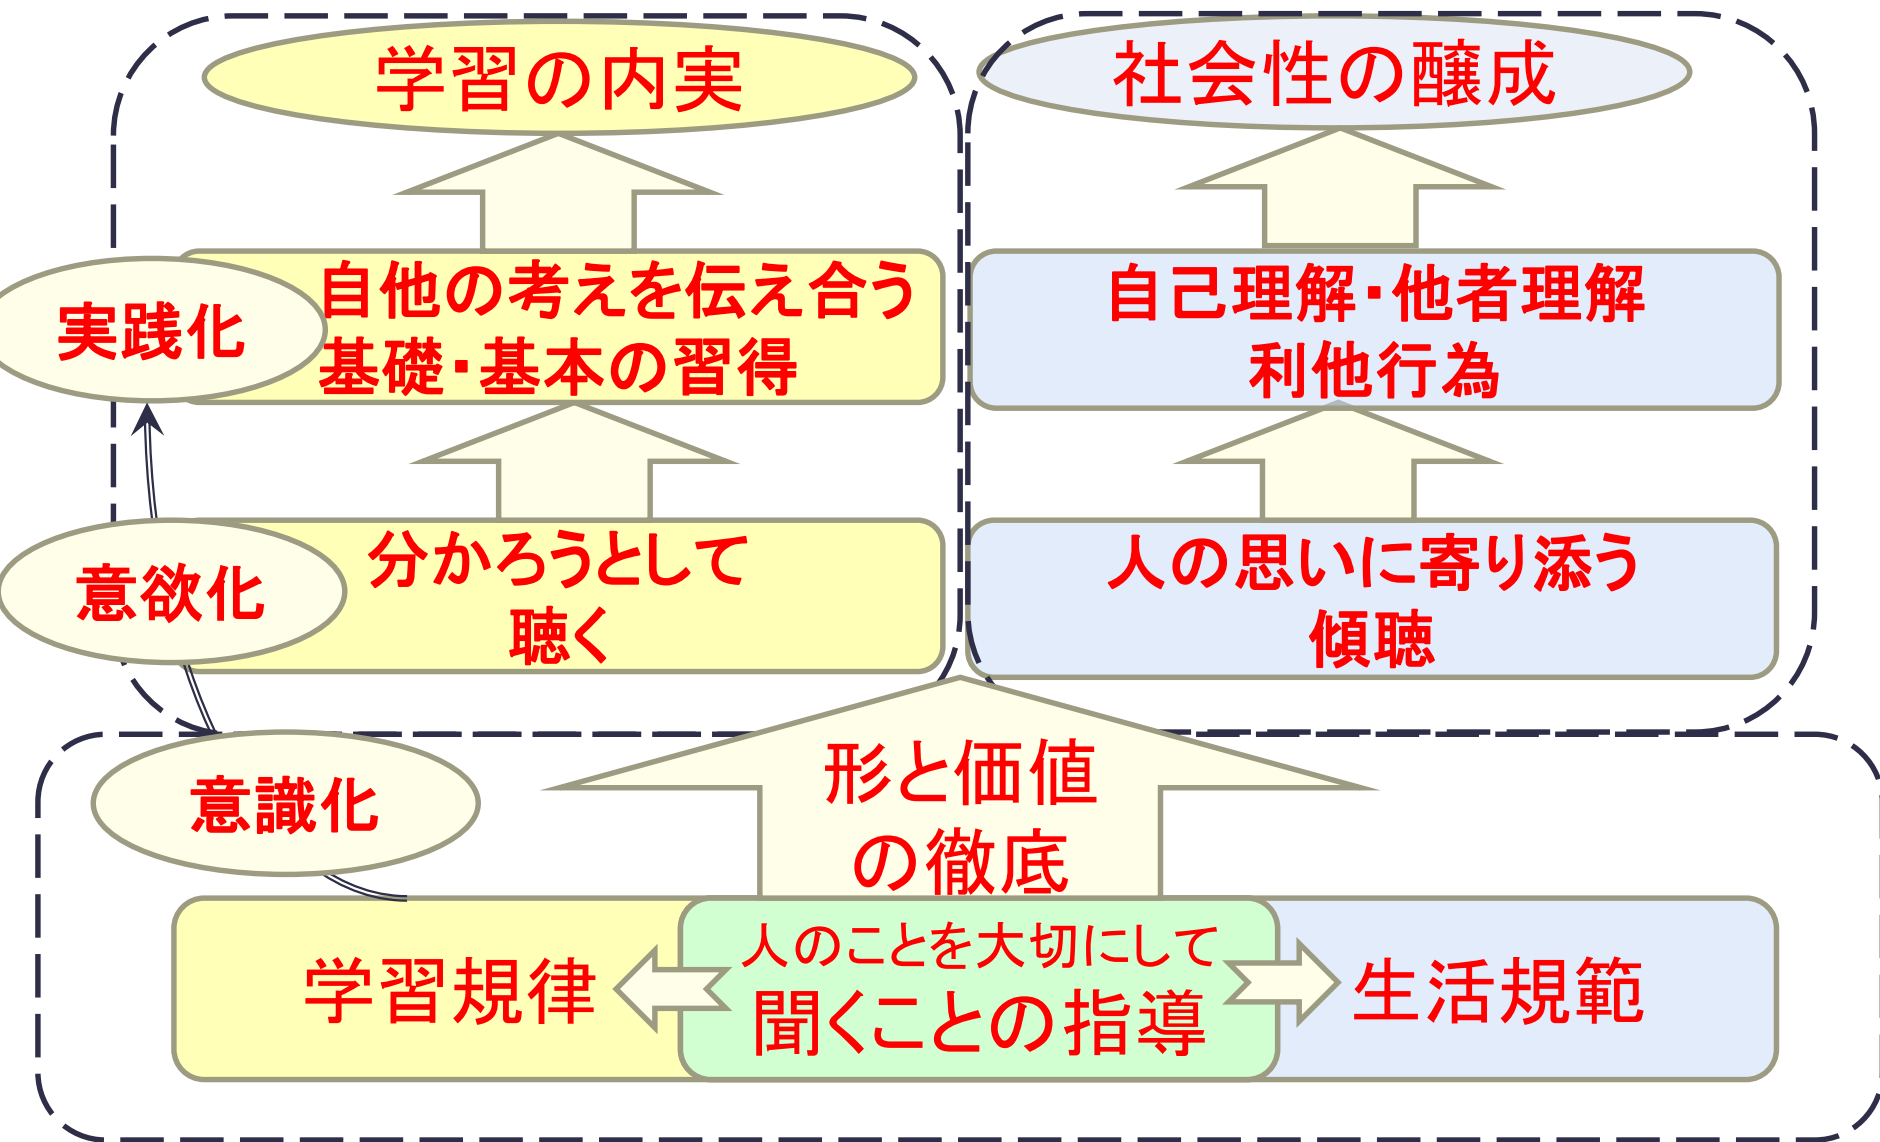 学習の内実
社会性の醸成
実践化
自他の考えを伝え合う
基礎・基本の習得
自己理解・他者理解
利他行為
意欲化
分かろうとして
聴く
人の思いに寄り添う
傾聴
意識化
形と価値
の徹底
学習規律
人のことを大切にして
聞くことの指導
生活規範